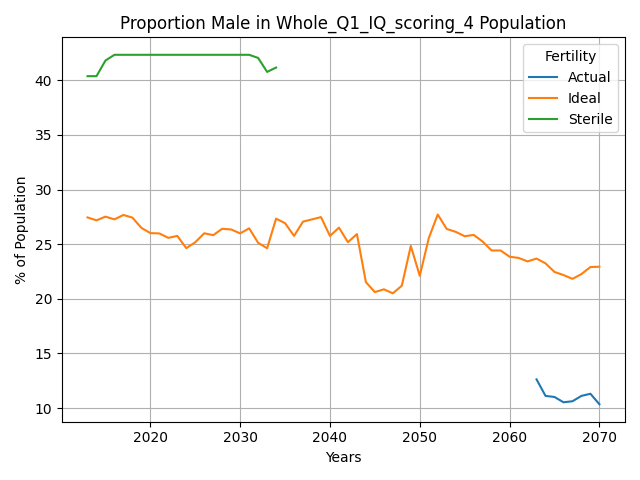 Proportion Male in Whole_Q1_IQ_scoring_4 Population
Fertility
Actual
Ideal
Sterile
% of Population
40
35
30
25
20
15
10
2020 2030 2040 2050 2060 2070
Years